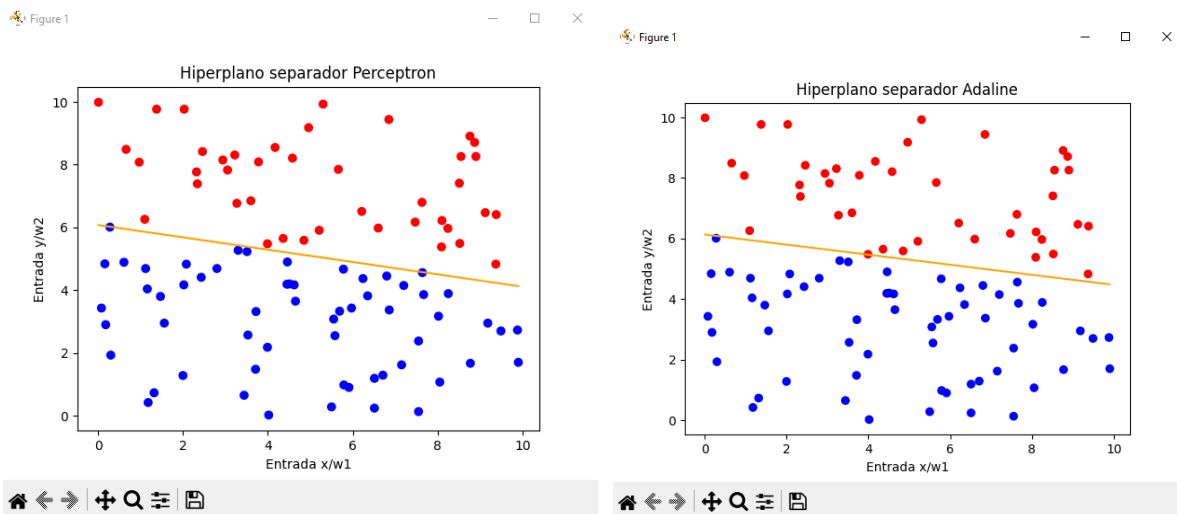 Figure 1
Hiperplano separador Perceptron
10
8
6
4
2
0
Entrada y/w2
0 2 4 6 8 10
Entrada x/w1
Figure 1
Hiperplano separador Adaline
10
8
6
4
2
0
Entrada y/w2
0 2 4 6 8 10
Entrada x/w1